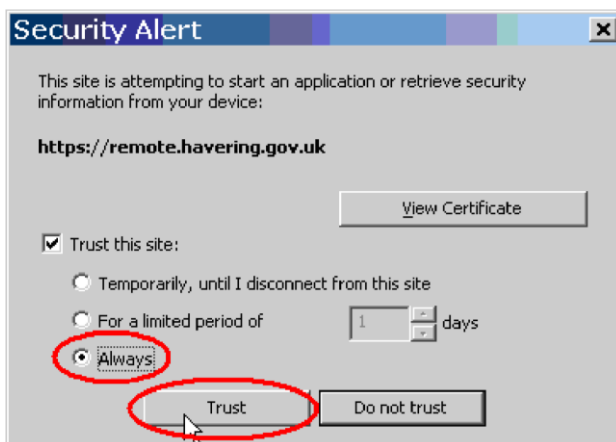 Security Alert
This site is attempting to start an application or retrieve security
information from your device:
https://remote.havering.gov.uk
View Certificate
Trust this site:
Temporarily, until I disconnect from this site
For a limited period of 1 days
Always
Trust Do not trust